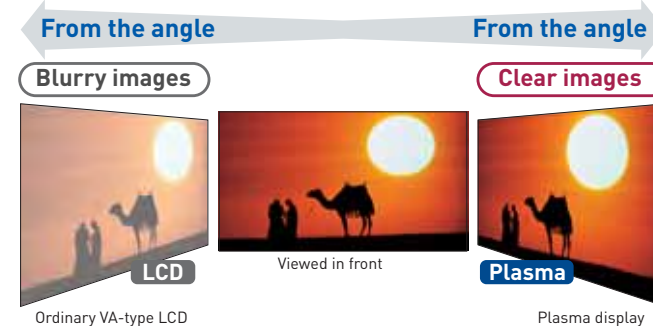 From the angle
From the angle
Blurry images
Clear images
LCD
Viewed in front
Plasma
Ordinary VA-type LCD
Plasma display